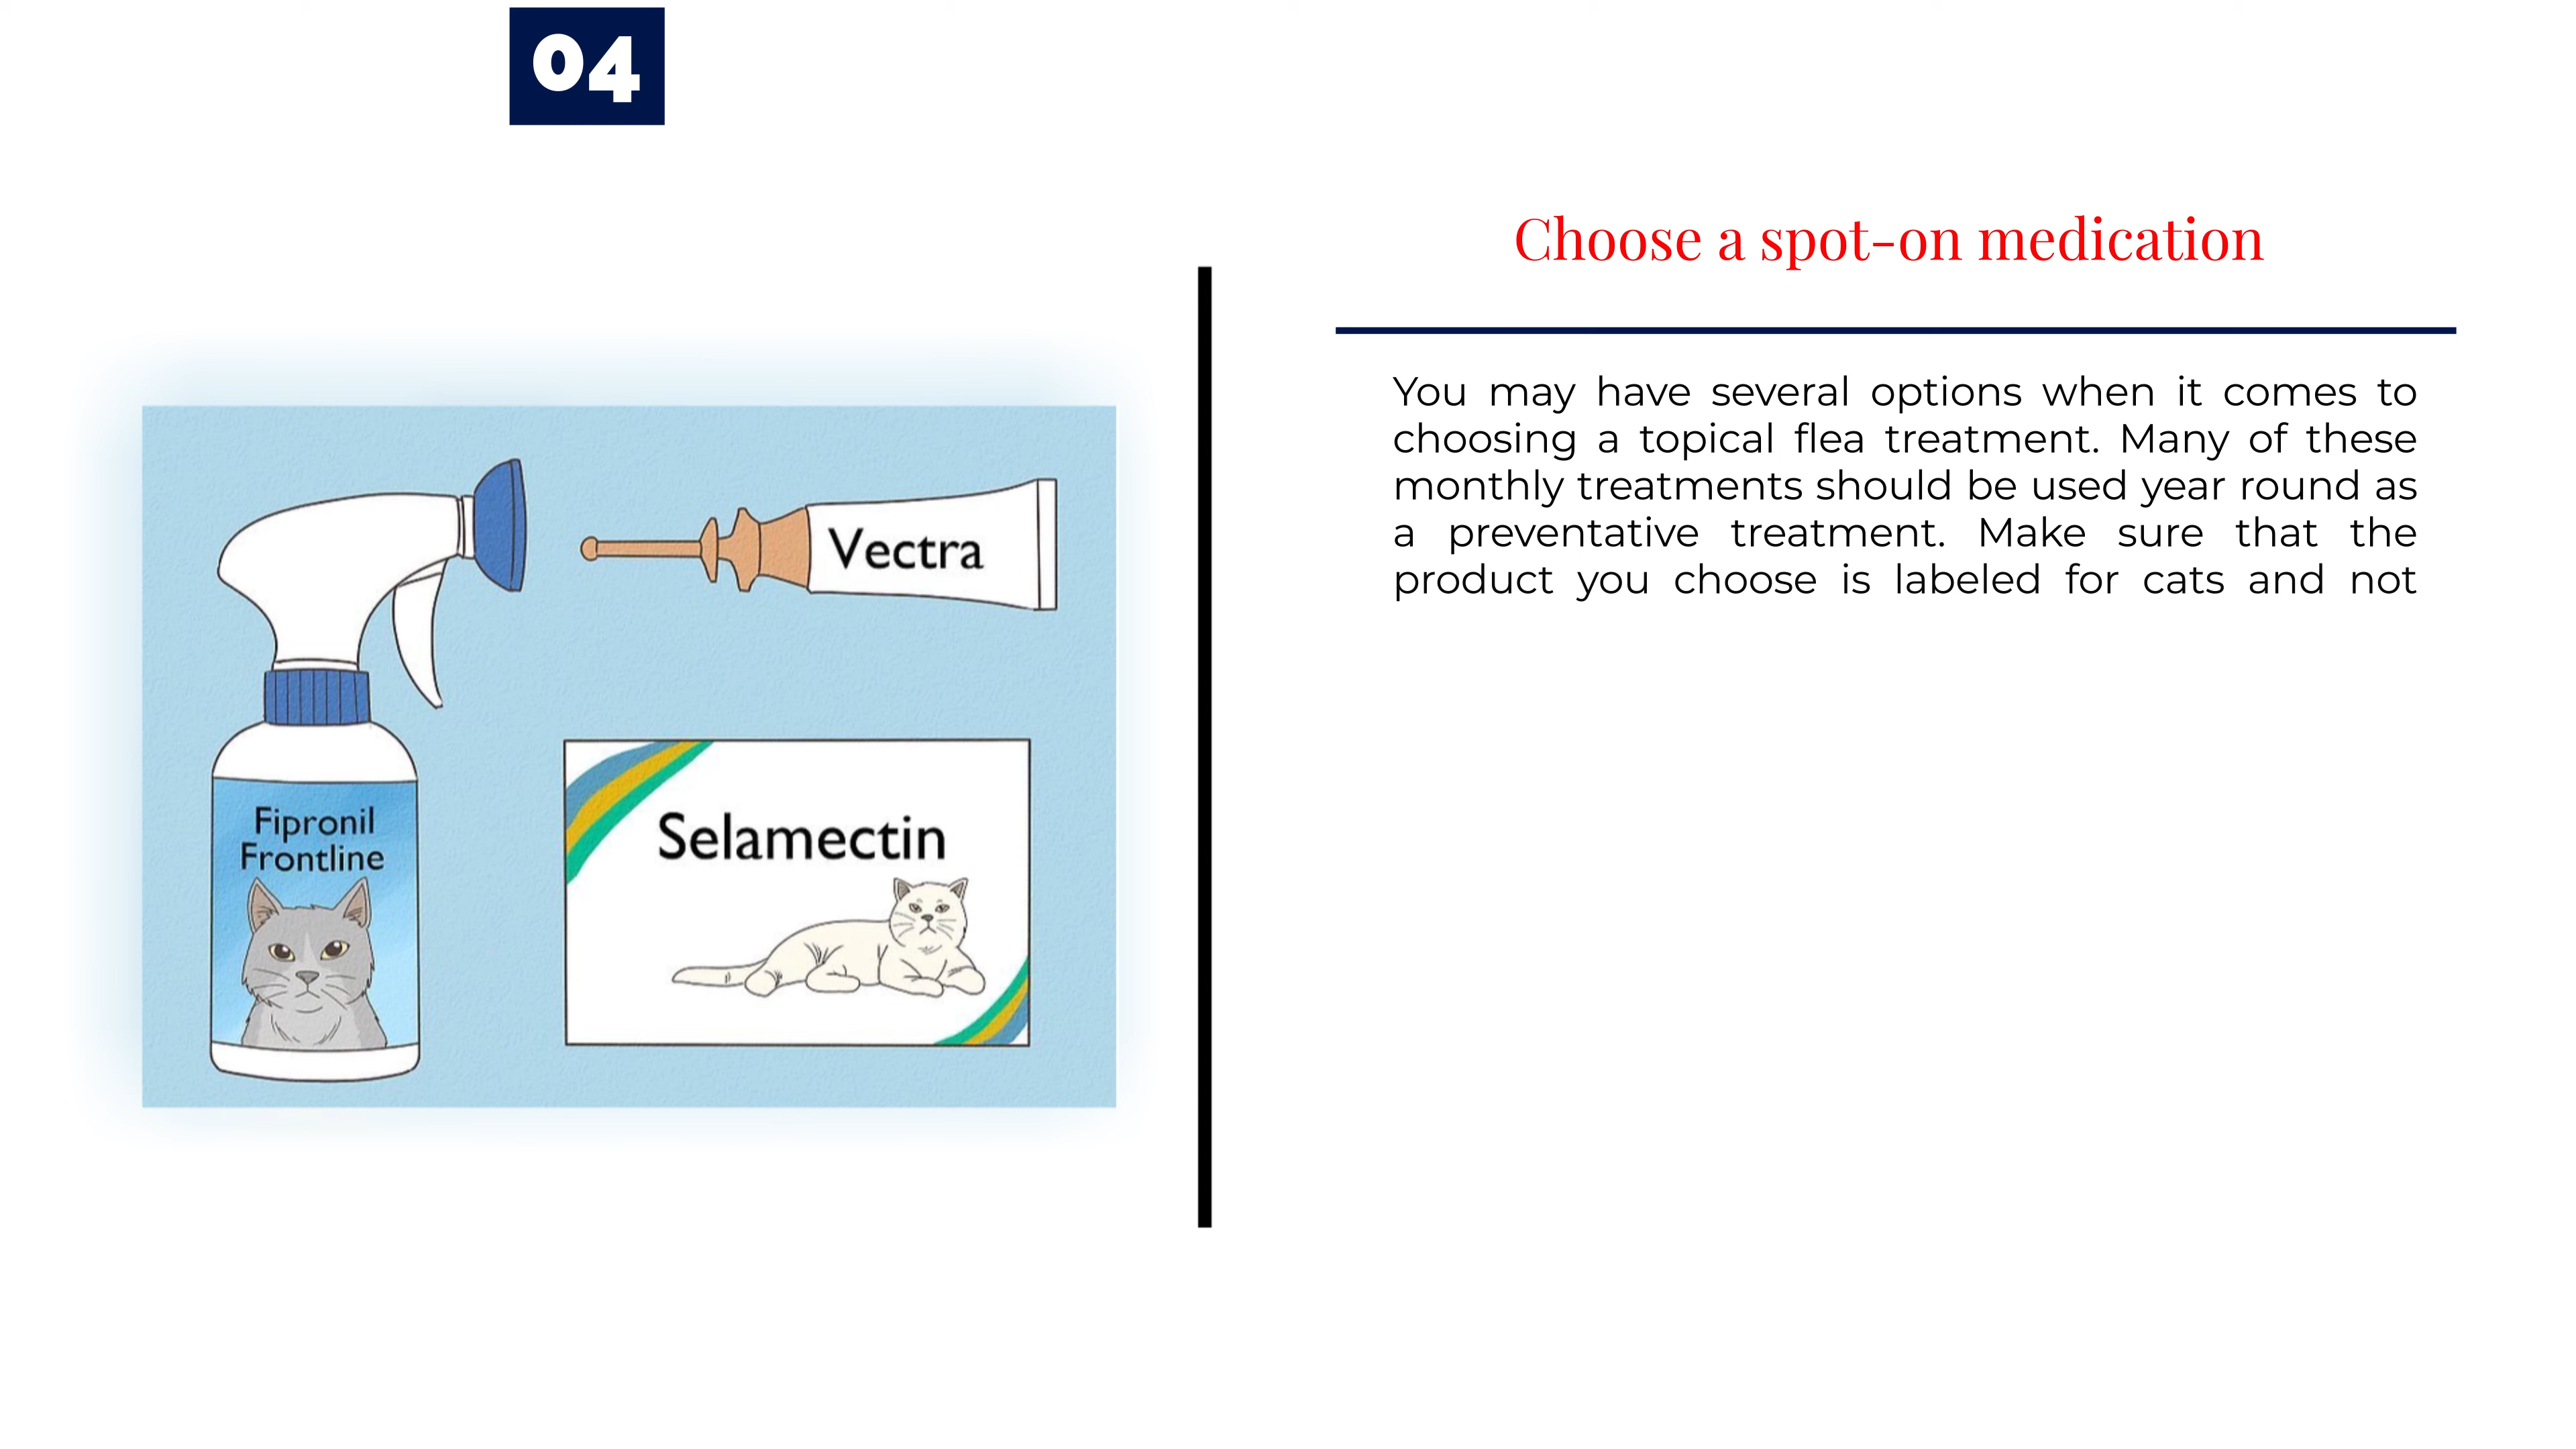 04
Choose a spot-on medication
You may have several options when it comes to
choosing a topical flea treatment. Many of these
monthly treatments should be used year round as
a preventative treatment. Make sure that the
product you choose is labeled for cats and not
Vectra
Fipronil
Frontline
Selamectin